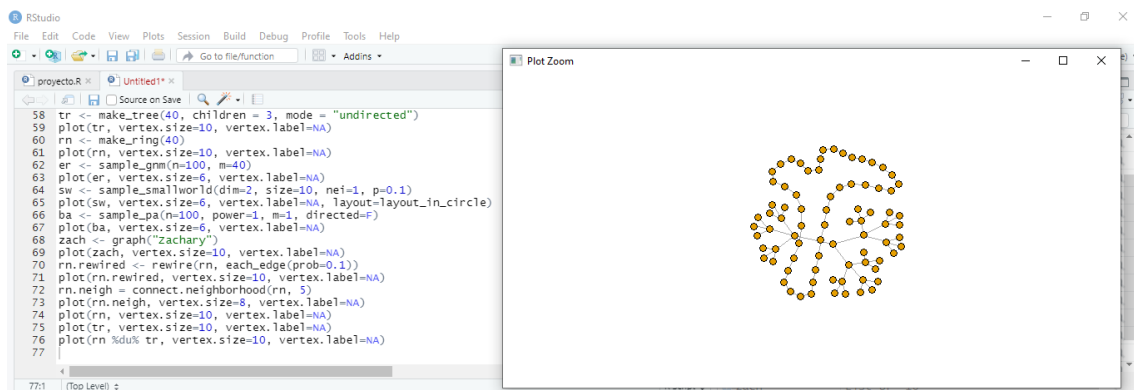 RStudio
File Edit Code View Plots Session Build Debug Profile Tools Help
Go to file/function
Addins
Plot Zoom
proyecto.R
Untitled1*
Source on Save
58 tr <- make_tree(40, children = 3, mode = "undirected")
59 plot(tr, vertex.size=10, vertex.label=NA)
60 rn <- make_ring(40)
61 plot(rn, vertex.size=10, vertex.label=NA)
62 er <- sample_gnm(n=100, m=40)
63 plot(er, vertex.size=6, vertex.label=NA)
64 sw <- sample_smallworld(dim=2, size=10, nei=1, p=0.1)
65 plot(sw, vertex.size=6, vertex.label=NA, layout=layout_in_circle)
66 ba <- sample_pa(n=100, power=1, m=1, directed=F)
67 plot(ba, vertex.size=6, vertex.label=NA)
68 zach <- graph("Zachary")
69 plot(zach, vertex.size=10, vertex.label=NA)
70 rn.rewired <- rewire(rn, each_edge(prob=0.1))
71 plot(rn.rewired, vertex.size=10, vertex.label=NA)
72 rn.neigh = connect.neighborhood(rn, 5)
73 plot(rn.neigh, vertex.size=8, vertex.label=NA)
74 plot(rn, vertex.size=10, vertex.label=NA)
75 plot(tr, vertex.size=10, vertex.label=NA)
76 plot(rn %du% tr, vertex.size=10, vertex.label=NA)
77
77:1 (Top Level)